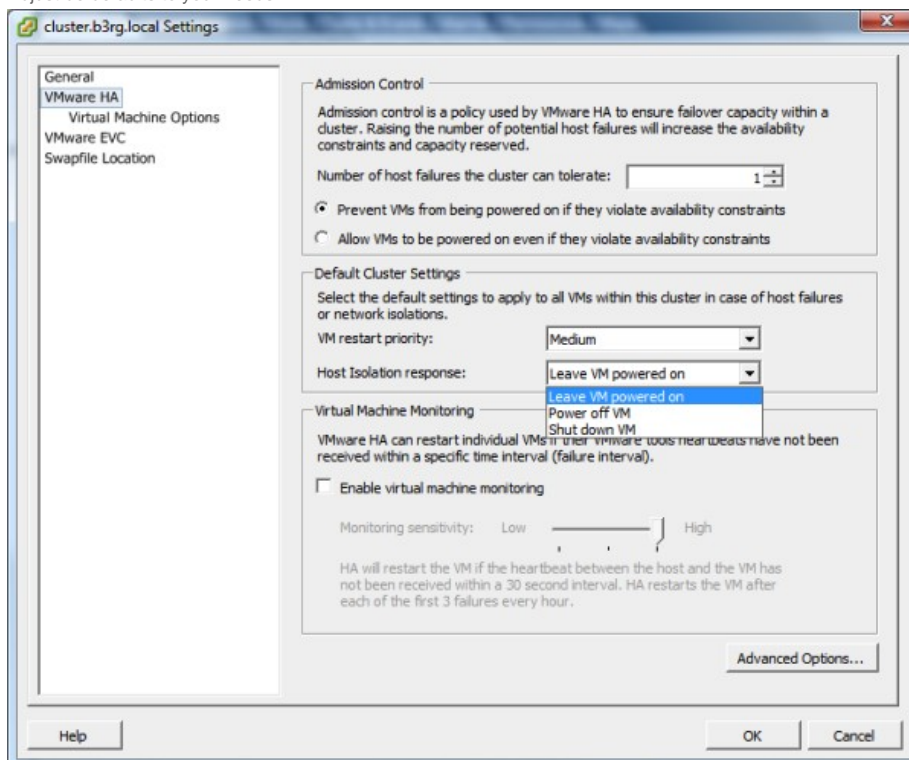 cluster.b3rg.local Settings
General
VMware HA
Virtual Machine Options
VMware EVC
Swapfile Location
Admission Control
Admission control is a policy used by VMware HA to ensure failover capacity within a
cluster. Raising the number of potential host failures will increase the availability
constraints and capacity reserved.
Number of host failures the cluster can tolerate: 1
Prevent VMs from being powered on if they violate availability constraints
Allow VMs to be powered on even if they violate availability constraints
Default Cluster Settings
Select the default settings to apply to all VMs within this cluster in case of host failures
or network isolations.
VM restart priority: Medium
Host Isolation response: Leave VM powered on
Leave VM powered on
Virtual Machine Monitoring Power off VM
Shut down VM
VMware HA can restart individual VMs if their VMware tools heartbeats have not been
received within a specific time interval (failure interval).
Enable virtual machine monitoring
Monitoring sensitivity: Low High
HA will restart the VM if the heartbeat between the host and the VM has
not been received within a 30 second interval. HA restarts the VM after
each of the first 3 failures every hour.
Advanced Options...
Help OK Cancel